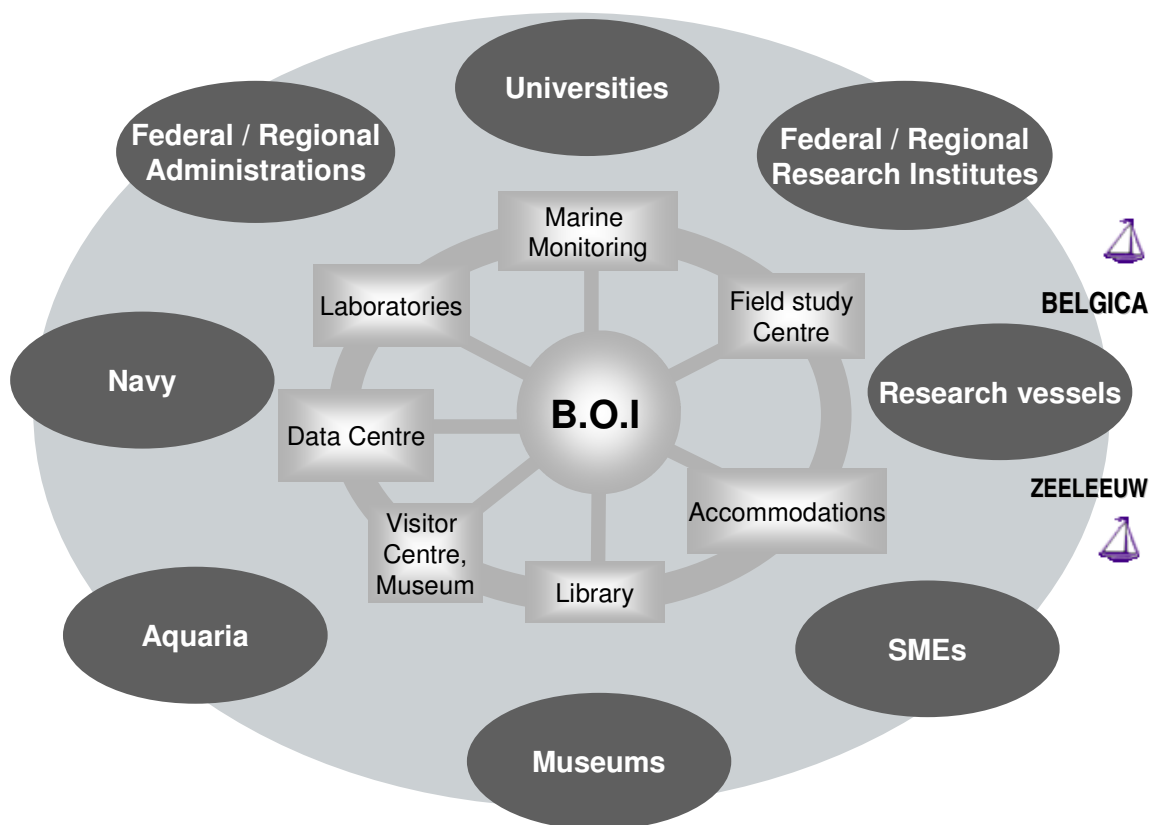 Universities
Federal / Regional
Administrations
Federal / Regional
Research Institutes
Marine
Monitoring
Laboratories
Field study
Centre
BELGICA
Navy
Research vessels
B.O.I
Data Centre
ZEELEEUW
Accommodations
Visitor
Centre,
Museum
Library
Aquaria
SMEs
Museums